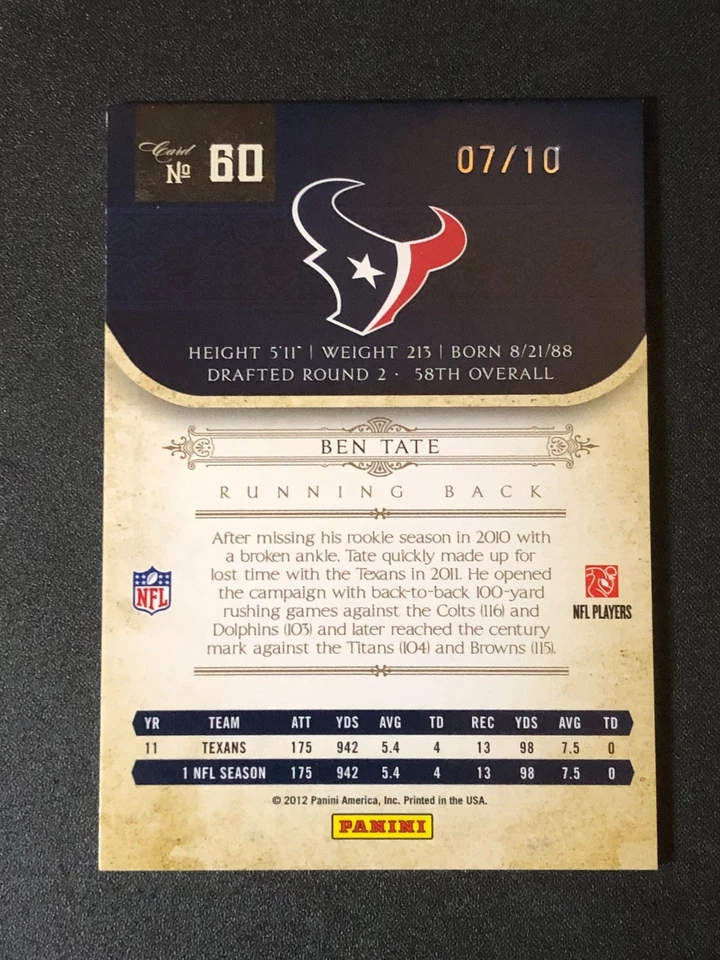 Card
Nº 60
07/10
HEIGHT 5'11" | WEIGHT 213 | BORN 8/21/88
DRAFTED ROUND 2 · 58TH OVERALL
BEN TATE
RUNNING BACK
After missing his rookie season in 2010 with
a broken ankle, Tate quickly made up for
lost time with the Texans in 2011. He opened
the campaign with back-to-back 100-yard
rushing games against the Colts (116) and
Dolphins (103) and later reached the century
mark against the Titans (104) and Browns (115).
NFL
NFL PLAYERS
YR TEAM ATT YDS AVG TD REC YDS AVG TD
11 TEXANS 175 942 5.4 4 13 98 7.5 0
1 NFL SEASON 175 942 5.4 4 13 98 7.5 0
© 2012 Panini America, Inc. Printed in the USA.
PANINI